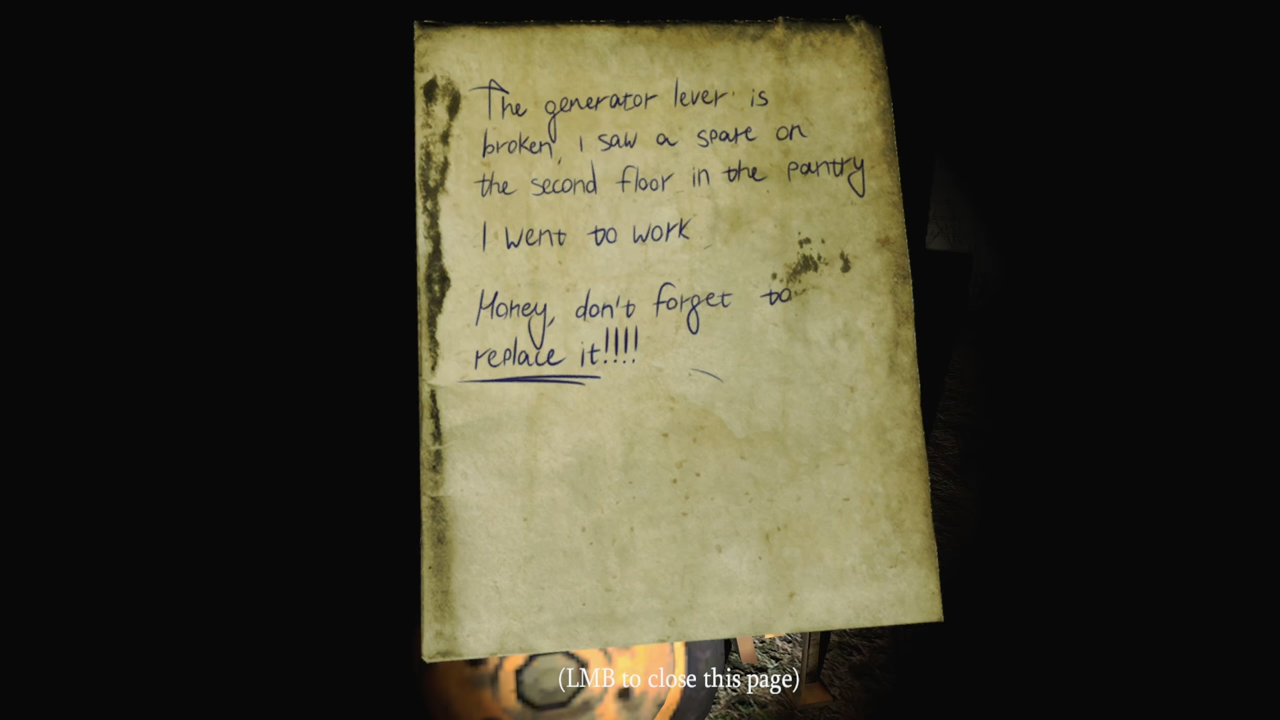 The generator lever is
broken, i saw a spare on
the second floor in the pantry
I went to work
Honey, don't forget to
replace it!!!!
(LMB to close this page)